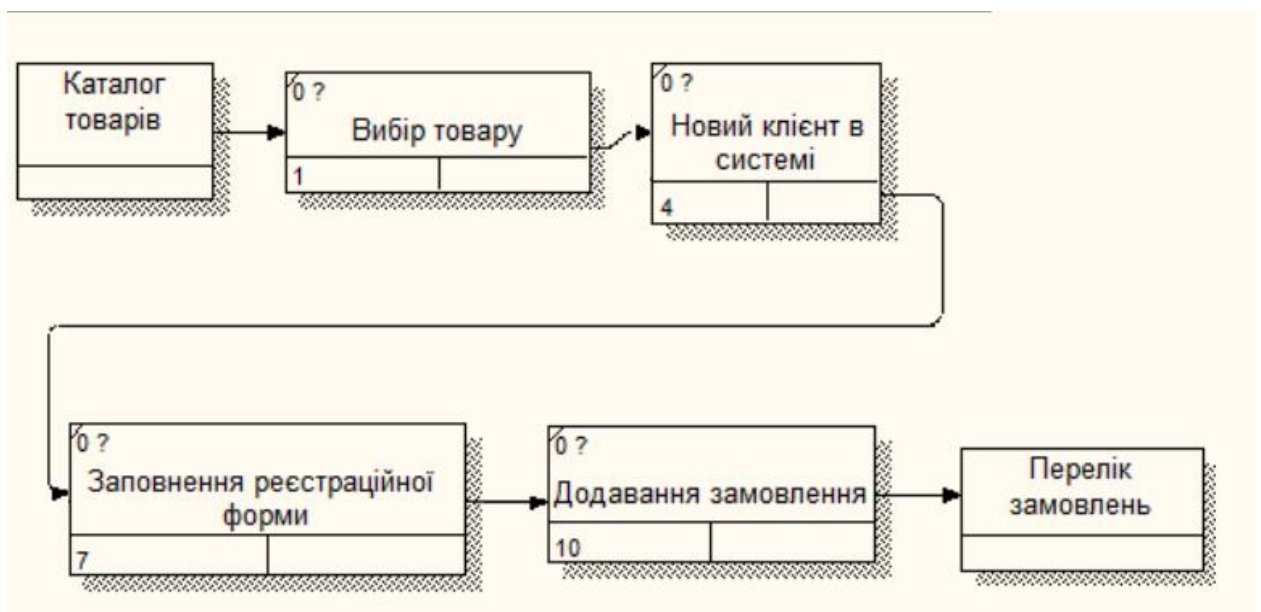 Каталог
товарів
0 ?
Вибір товару
1
0 ?
Новий клієнт в
системі
4
0 ?
Заповнення реєстраційної
форми
7
0 ?
Додавання замовлення
10
Перелік
замовлень